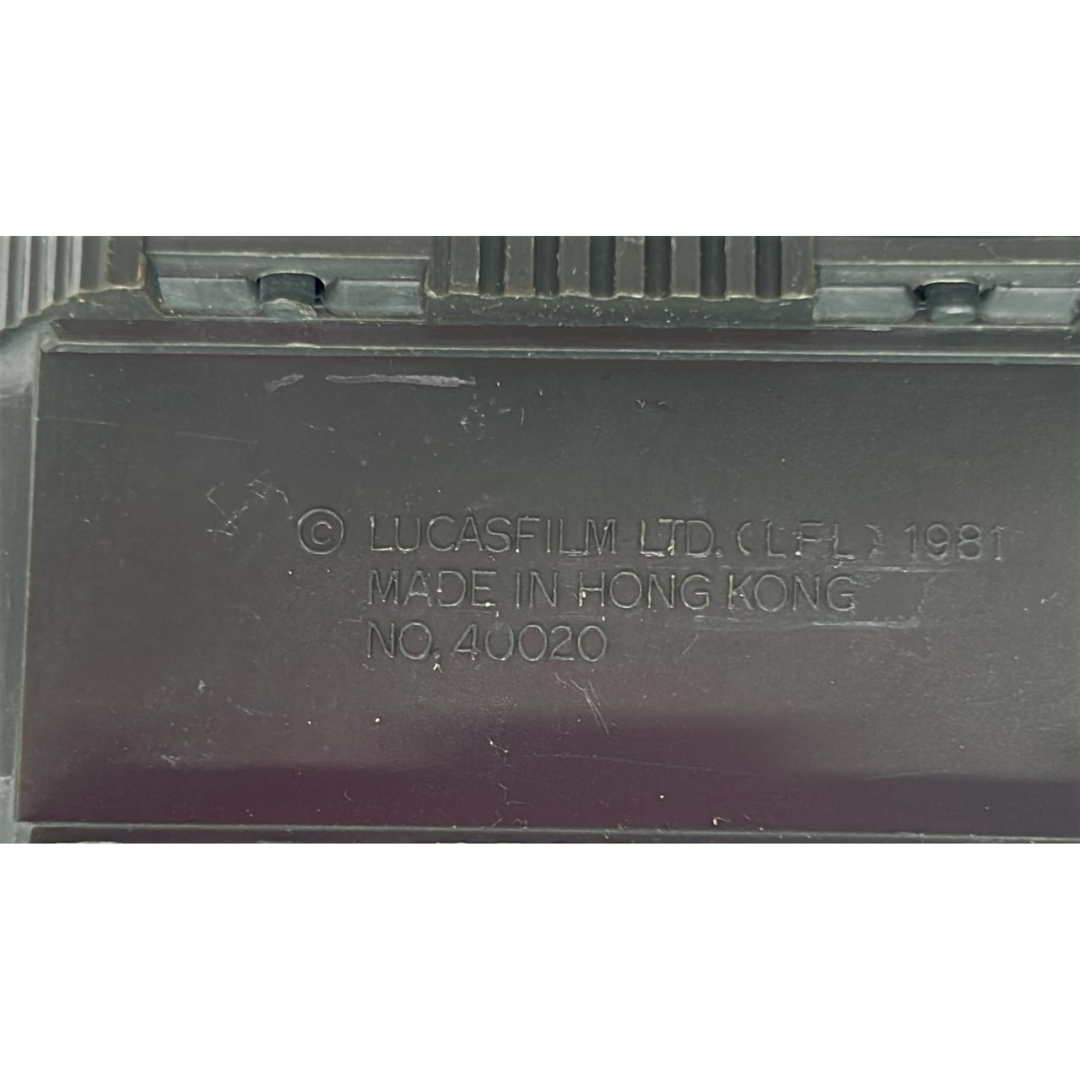 © LUCASFILM LTD. (LFL) 1981
MADE IN HONG KONG
NO. 40020